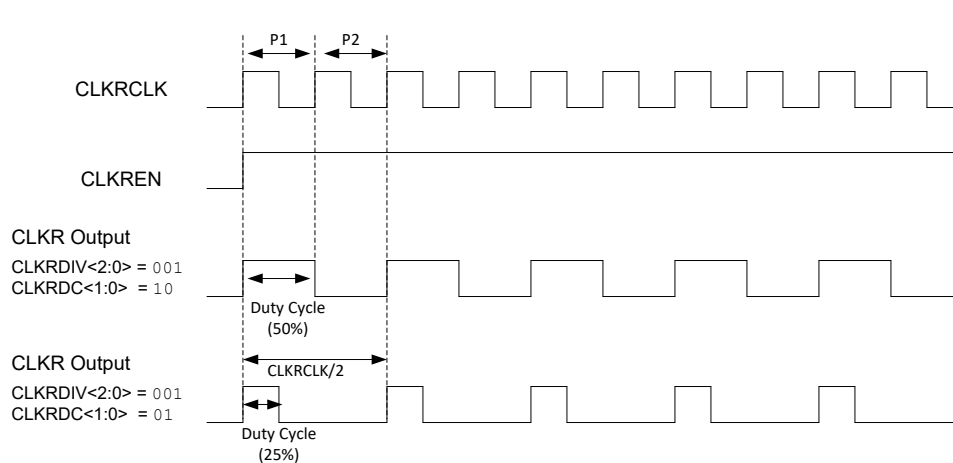 P1
P2
CLKRCLK
CLKREN
CLKR Output
CLKRDIV<2:0> = 001
CLKRDC<1:0> = 10
Duty Cycle
(50%)
CLKR Output
CLKRCLK/2
CLKRDIV<2:0> = 001
CLKRDC<1:0> = 01
Duty Cycle
(25%)